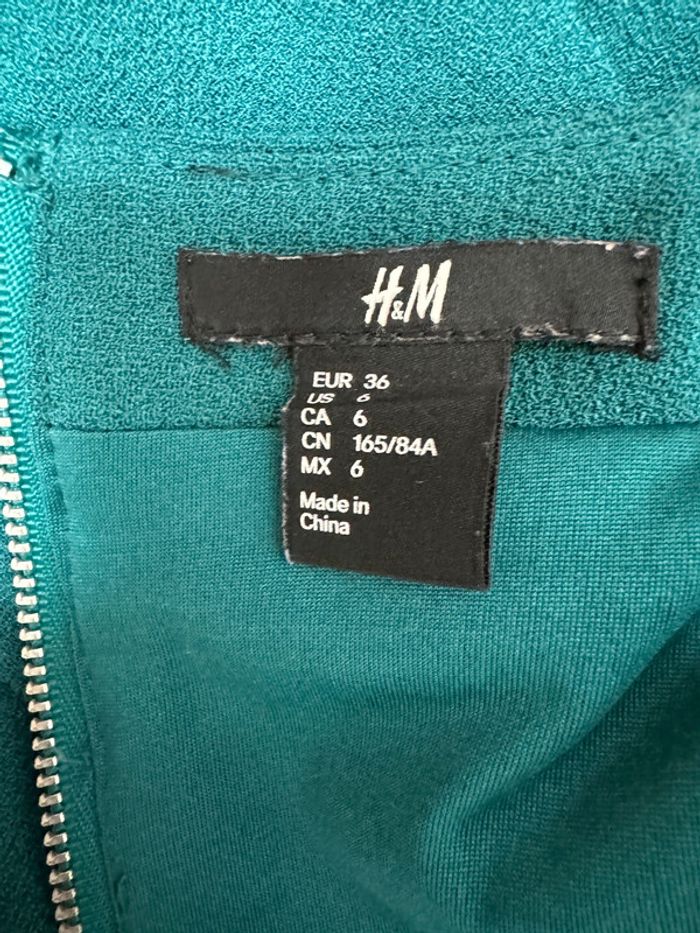 H&M
EUR 36
US 6
CA 6
CN 165/84A
MX 6
Made in
China